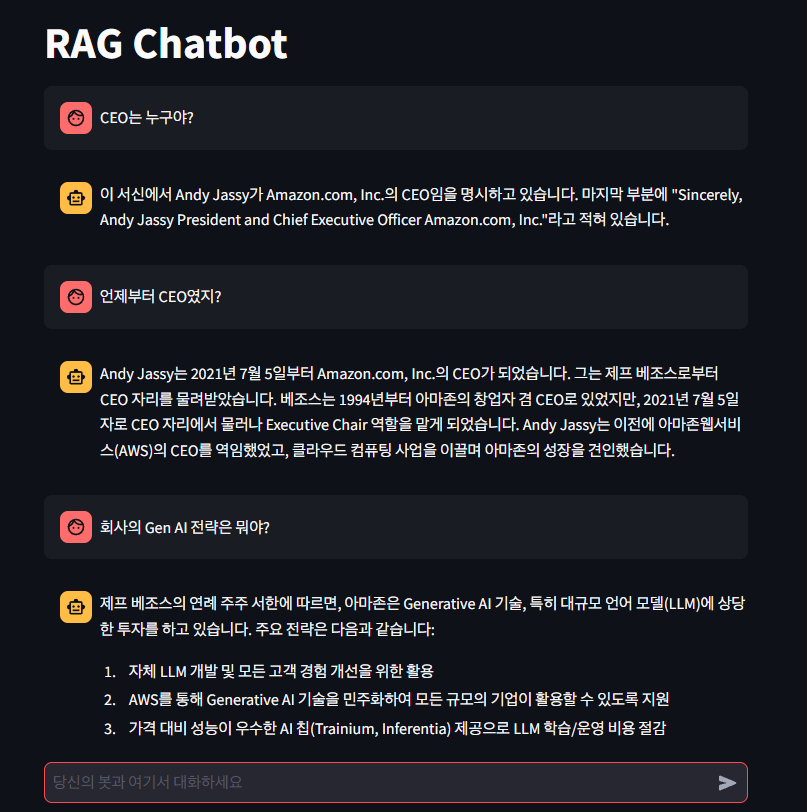 RAG Chatbot
CEO는 누구야?
이 서신에서 Andy Jassy가 Amazon.com, Inc.의 CEO임을 명시하고 있습니다. 마지막 부분에 "Sincerely,
Andy Jassy President and Chief Executive Officer Amazon.com, Inc."라고 적혀 있습니다.
언제부터 CEO였지?
Andy Jassy는 2021년 7월 5일부터 Amazon.com, Inc.의 CEO가 되었습니다. 그는 제프 베조스로부터
CEO 자리를 물려받았습니다. 베조스는 1994년부터 아마존의 창업자 겸 CEO로 있었지만, 2021년 7월 5일
자로 CEO 자리에서 물러나 Executive Chair 역할을 맡게 되었습니다. Andy Jassy는 이전에 아마존웹서비
스(AWS)의 CEO를 역임했었고, 클라우드 컴퓨팅 사업을 이끌며 아마존의 성장을 견인했습니다.
회사의 Gen AI 전략은 뭐야?
제프 베조스의 연례 주주 서한에 따르면, 아마존은 Generative AI 기술, 특히 대규모 언어 모델(LLM)에 상당
한 투자를 하고 있습니다. 주요 전략은 다음과 같습니다:
1. 자체 LLM 개발 및 모든 고객 경험 개선을 위한 활용
2. AWS를 통해 Generative AI 기술을 민주화하여 모든 규모의 기업이 활용할 수 있도록 지원
3. 가격 대비 성능이 우수한 AI 칩(Trainium, Inferentia) 제공으로 LLM 학습/운영 비용 절감
당신의 봇과 여기서 대화하세요